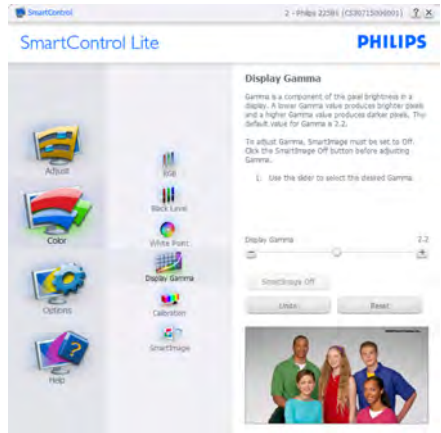 SmartControl
SmartControl Lite
PHILIPS
Adjust
Color
Options
Help
RGB
Black Level
White Point
Display Gamma
Calibration
SmartImage
Display Gamma
Gamma is a component of the panel brightness in a
display. A lower Gamma value produces brighter pixels
and a higher Gamma value produces darker pixels. The
default value for Gamma is 2.2.
To adjust Gamma, SmartImage must be set to Off.
Click the SmartImage Off button before adjusting
Gamma.
1. Use the slider to select the desired Gamma.
Display Gamma 2.2
SmartImage Off
Undo Reset